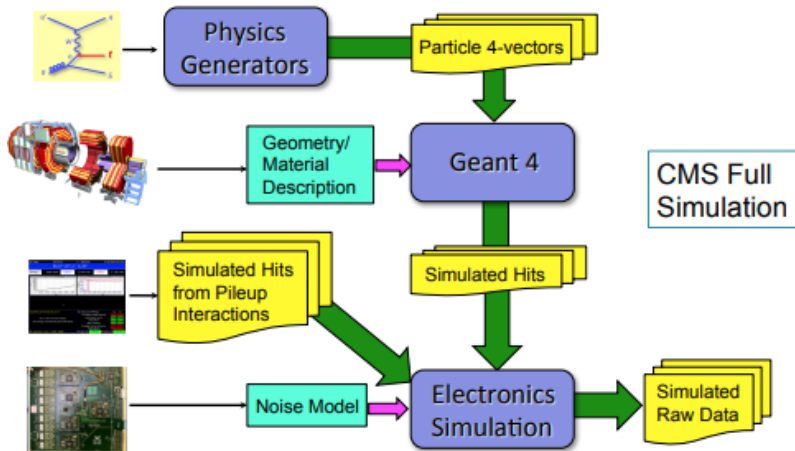 Physics
Generators
Particle 4-vectors
Geometry/
Material
Description
Geant 4
CMS Full
Simulation
Simulated Hits
from Pileup
Interactions
Simulated Hits
Noise Model
Electronics
Simulation
Simulated
Raw Data